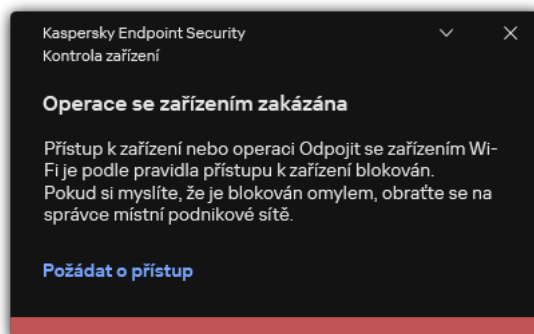 Kaspersky Endpoint Security
Kontrola zařízení
Operace se zařízením zakázána
Přístup k zařízení nebo operaci Odpojit se zařízením Wi-
Fi je podle pravidla přístupu k zařízení blokován.
Pokud si myslíte, že je blokován omylem, obraťte se na
správce místní podnikové sítě.
Požádat o přístup